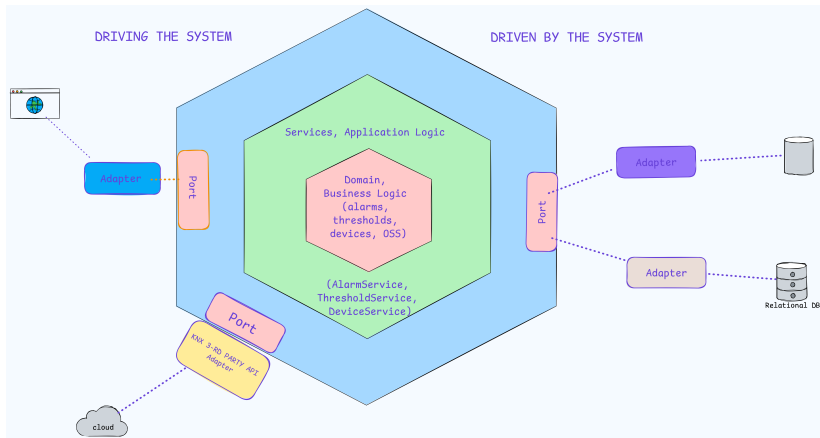 DRIVING THE SYSTEM
DRIVEN BY THE SYSTEM
Services, Application Logic
Adapter
Port
Domain,
Business Logic
(alarms,
thresholds,
devices, OSS)
Port
Adapter
Adapter
(AlarmService,
ThresholdService,
DeviceService)
Relational DB
Port
KNX 3-RD PARTY API
Adapter
cloud